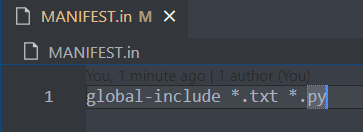 MANIFEST.in M
MANIFEST.in
You, 1 minute ago | 1 author (You)
1 global-include *.txt *.py